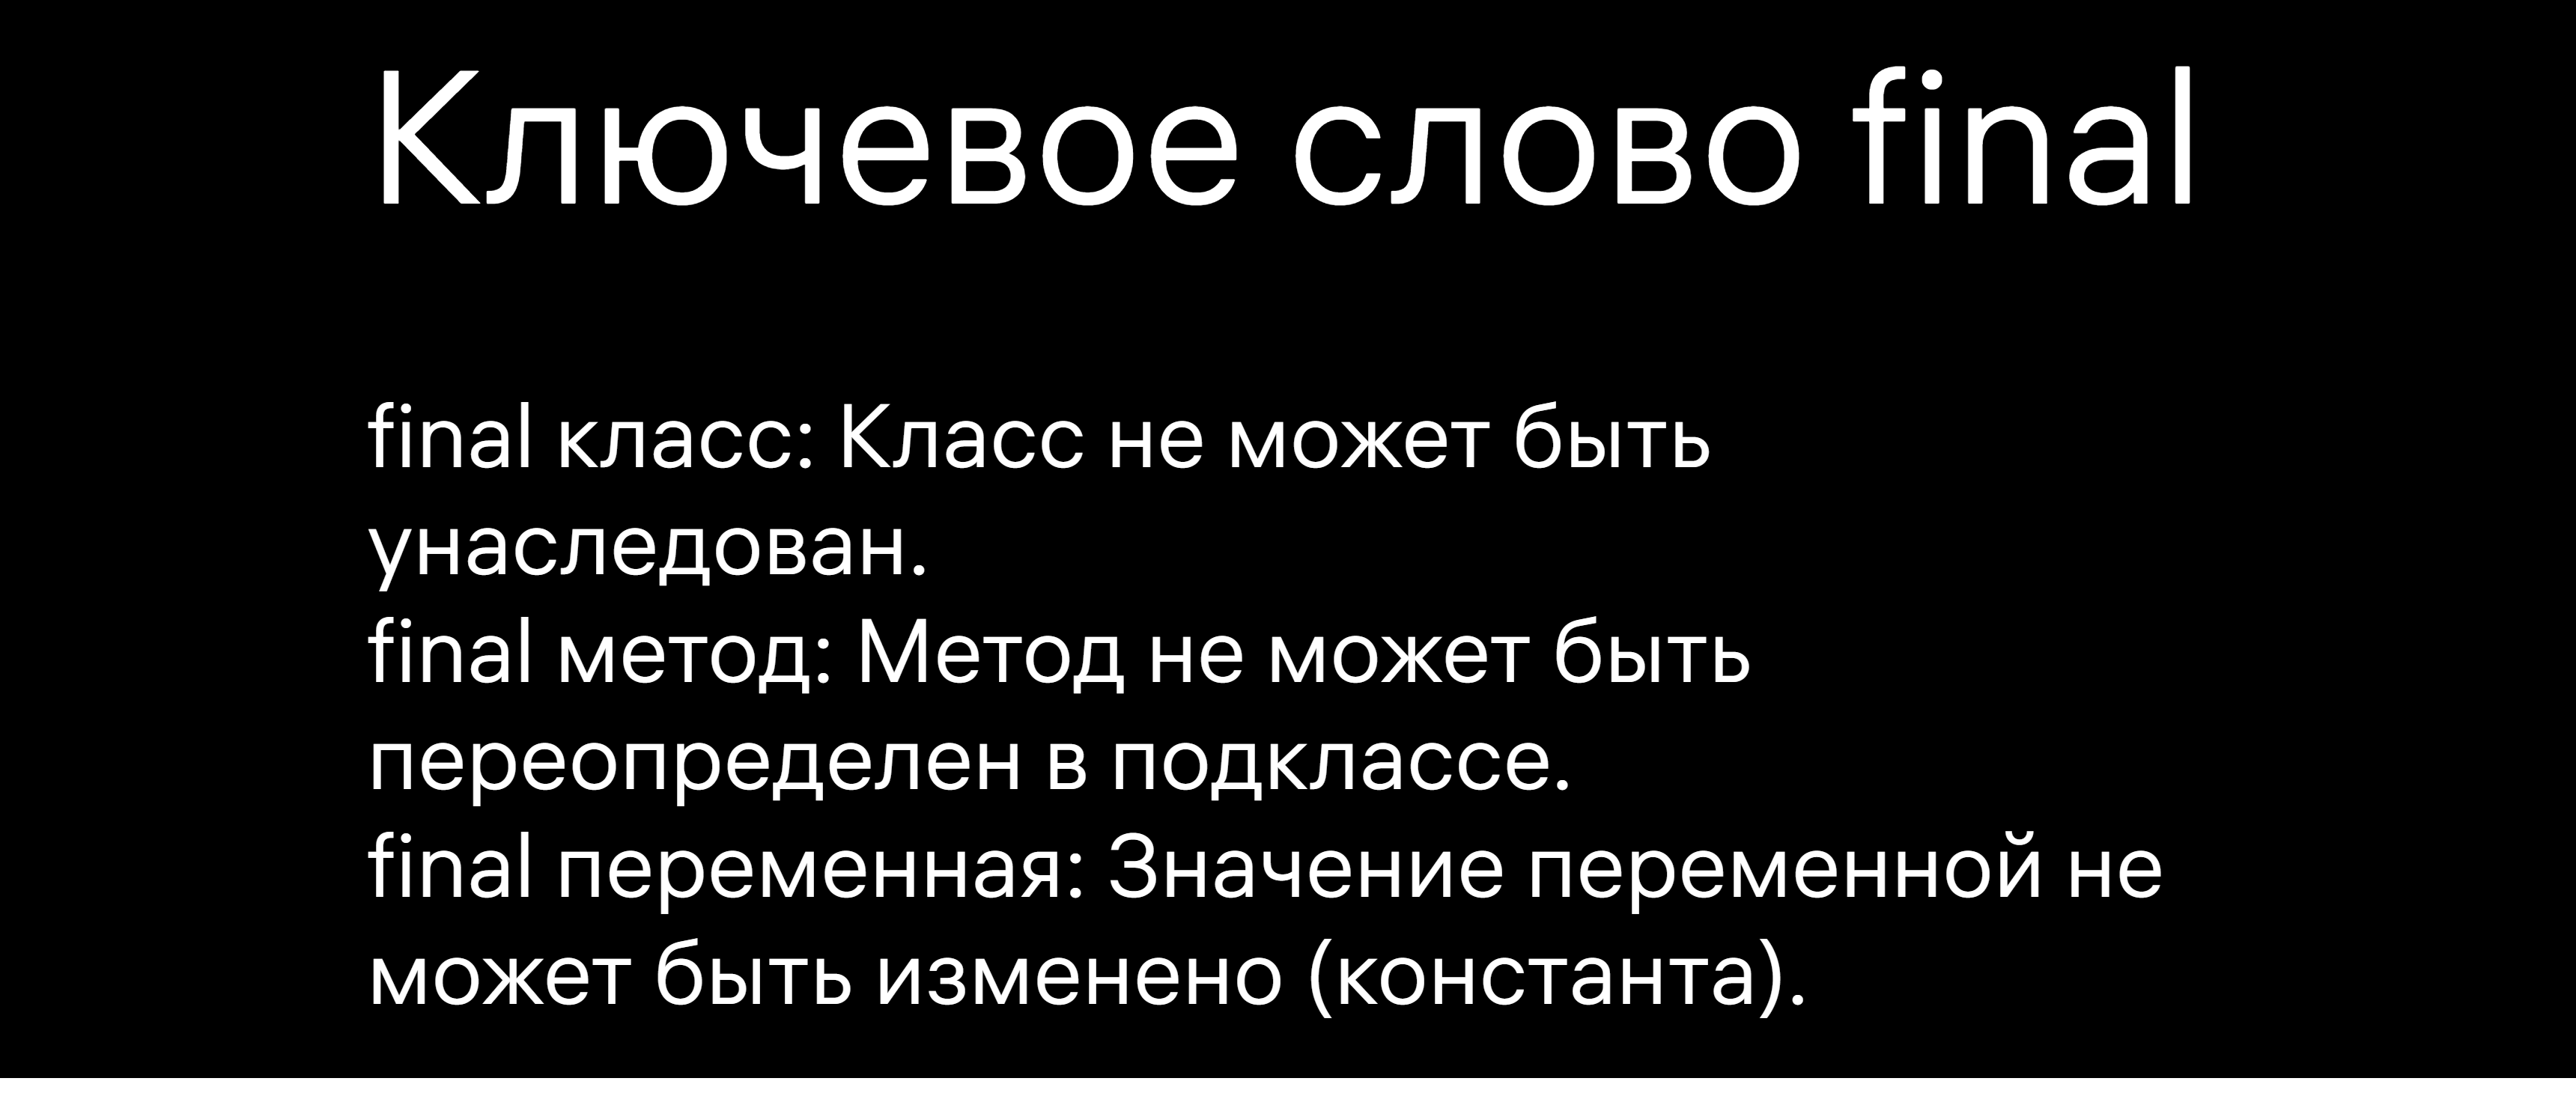 Ключевое слово final
final класс: Класс не может быть
унаследован.
final метод: Метод не может быть
переопределен в подклассе.
final переменная: Значение переменной не
может быть изменено (константа).